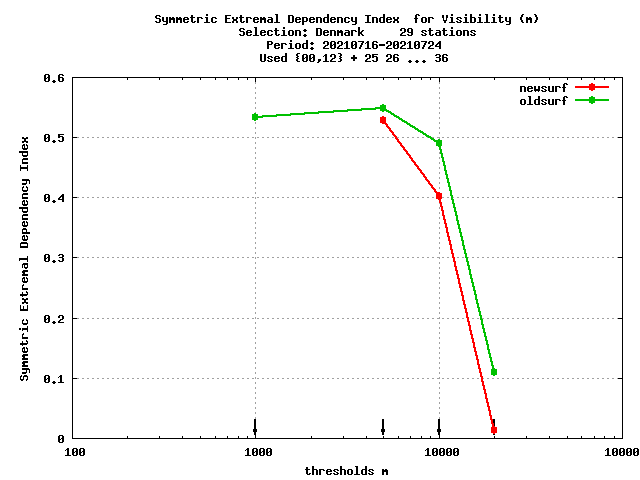 Symmetric Extremal Dependency Index  for Visibility (m)
Selection: Denmark     29 stations
Period: 20210716-20210724
Used {00,12} + 25 26 ... 36
newsurf
oldsurf
Symmetric Extremal Dependency Index
0.6
0.5
0.4
0.3
0.2
0.1
0
100
1000
10000
10000
thresholds m